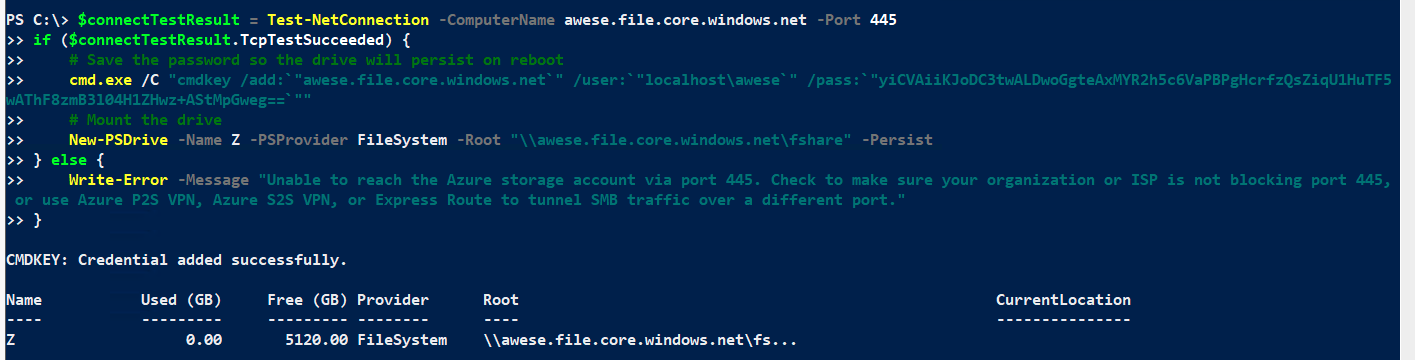 PS C:\> $connectTestResult = Test-NetConnection -ComputerName awese.file.core.windows.net -Port 445
>> if ($connectTestResult.TcpTestSucceeded) {
>>     # Save the password so the drive will persist on reboot
>>     cmd.exe /C "cmdkey /add:`"awese.file.core.windows.net`" /user:`"localhost\awese`" /pass:`"yiCVAiiKJoDC3twALDwoGgteAxMYR2h5c6VaPBPgHcrfzQsZiqU1HuTF5
wAThF8zmB3l04H1ZHwz+AStMpGweg==`""
>>     # Mount the drive
>>     New-PSDrive -Name Z -PSProvider FileSystem -Root "\\awese.file.core.windows.net\fshare" -Persist
>> } else {
>>     Write-Error -Message "Unable to reach the Azure storage account via port 445. Check to make sure your organization or ISP is not blocking port 445,
 or use Azure P2S VPN, Azure S2S VPN, or Express Route to tunnel SMB traffic over a different port."
>> }
CMDKEY: Credential added successfully.
Name           Used (GB)     Free (GB) Provider      Root                                                         CurrentLocation
----           ---------     --------- --------      ----                                                         ---------------
Z                   0.00       5120.00 FileSystem    \\awese.file.core.windows.net\fs...